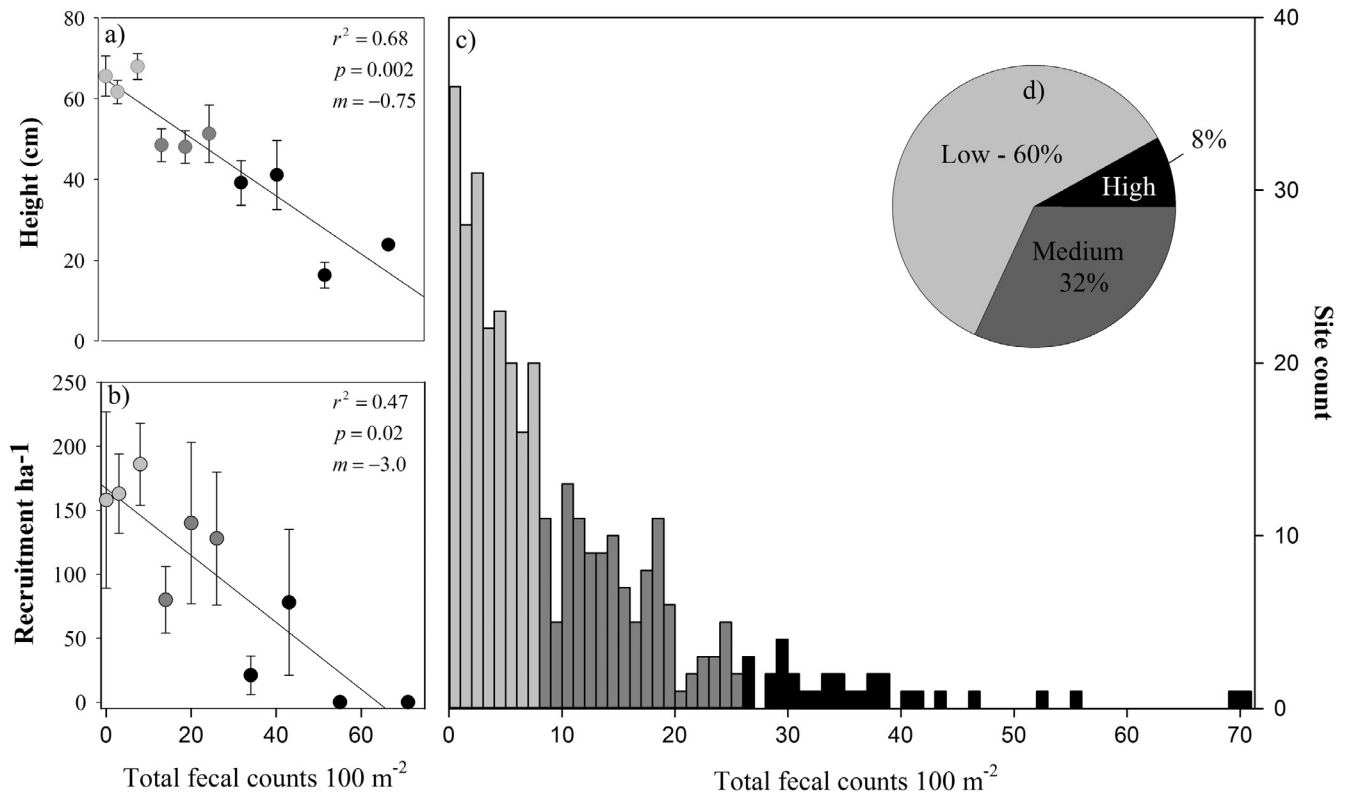 a)
r² = 0.68
p = 0.002
m = −0.75
80
60
40
20
0
Height (cm)
b)
r² = 0.47
p = 0.02
m = −3.0
250
200
150
100
50
0
Recruitment ha-1
0 20 40 60
Total fecal counts 100 m-2
c)
40
30
20
10
0
Site count
0 10 20 30 40 50 60 70
Total fecal counts 100 m-2
d)
Low - 60%
8%
High
Medium
32%